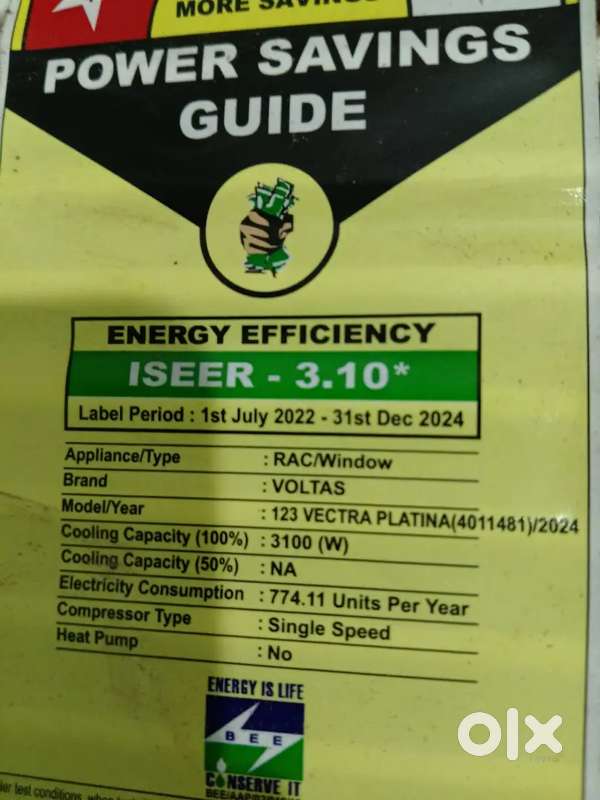 MORE SAVINGS
POWER SAVINGS
GUIDE
ENERGY EFFICIENCY
ISEER - 3.10*
Label Period : 1st July 2022 - 31st Dec 2024
Appliance/Type : RAC/Window
Brand : VOLTAS
Model/Year : 123 VECTRA PLATINA(4011481)/2024
Cooling Capacity (100%) : 3100 (W)
Cooling Capacity (50%) : NA
Electricity Consumption : 774.11 Units Per Year
Compressor Type : Single Speed
Heat Pump : No
ENERGY IS LIFE
BEE
CONSERVE IT
test conditions, when
olx